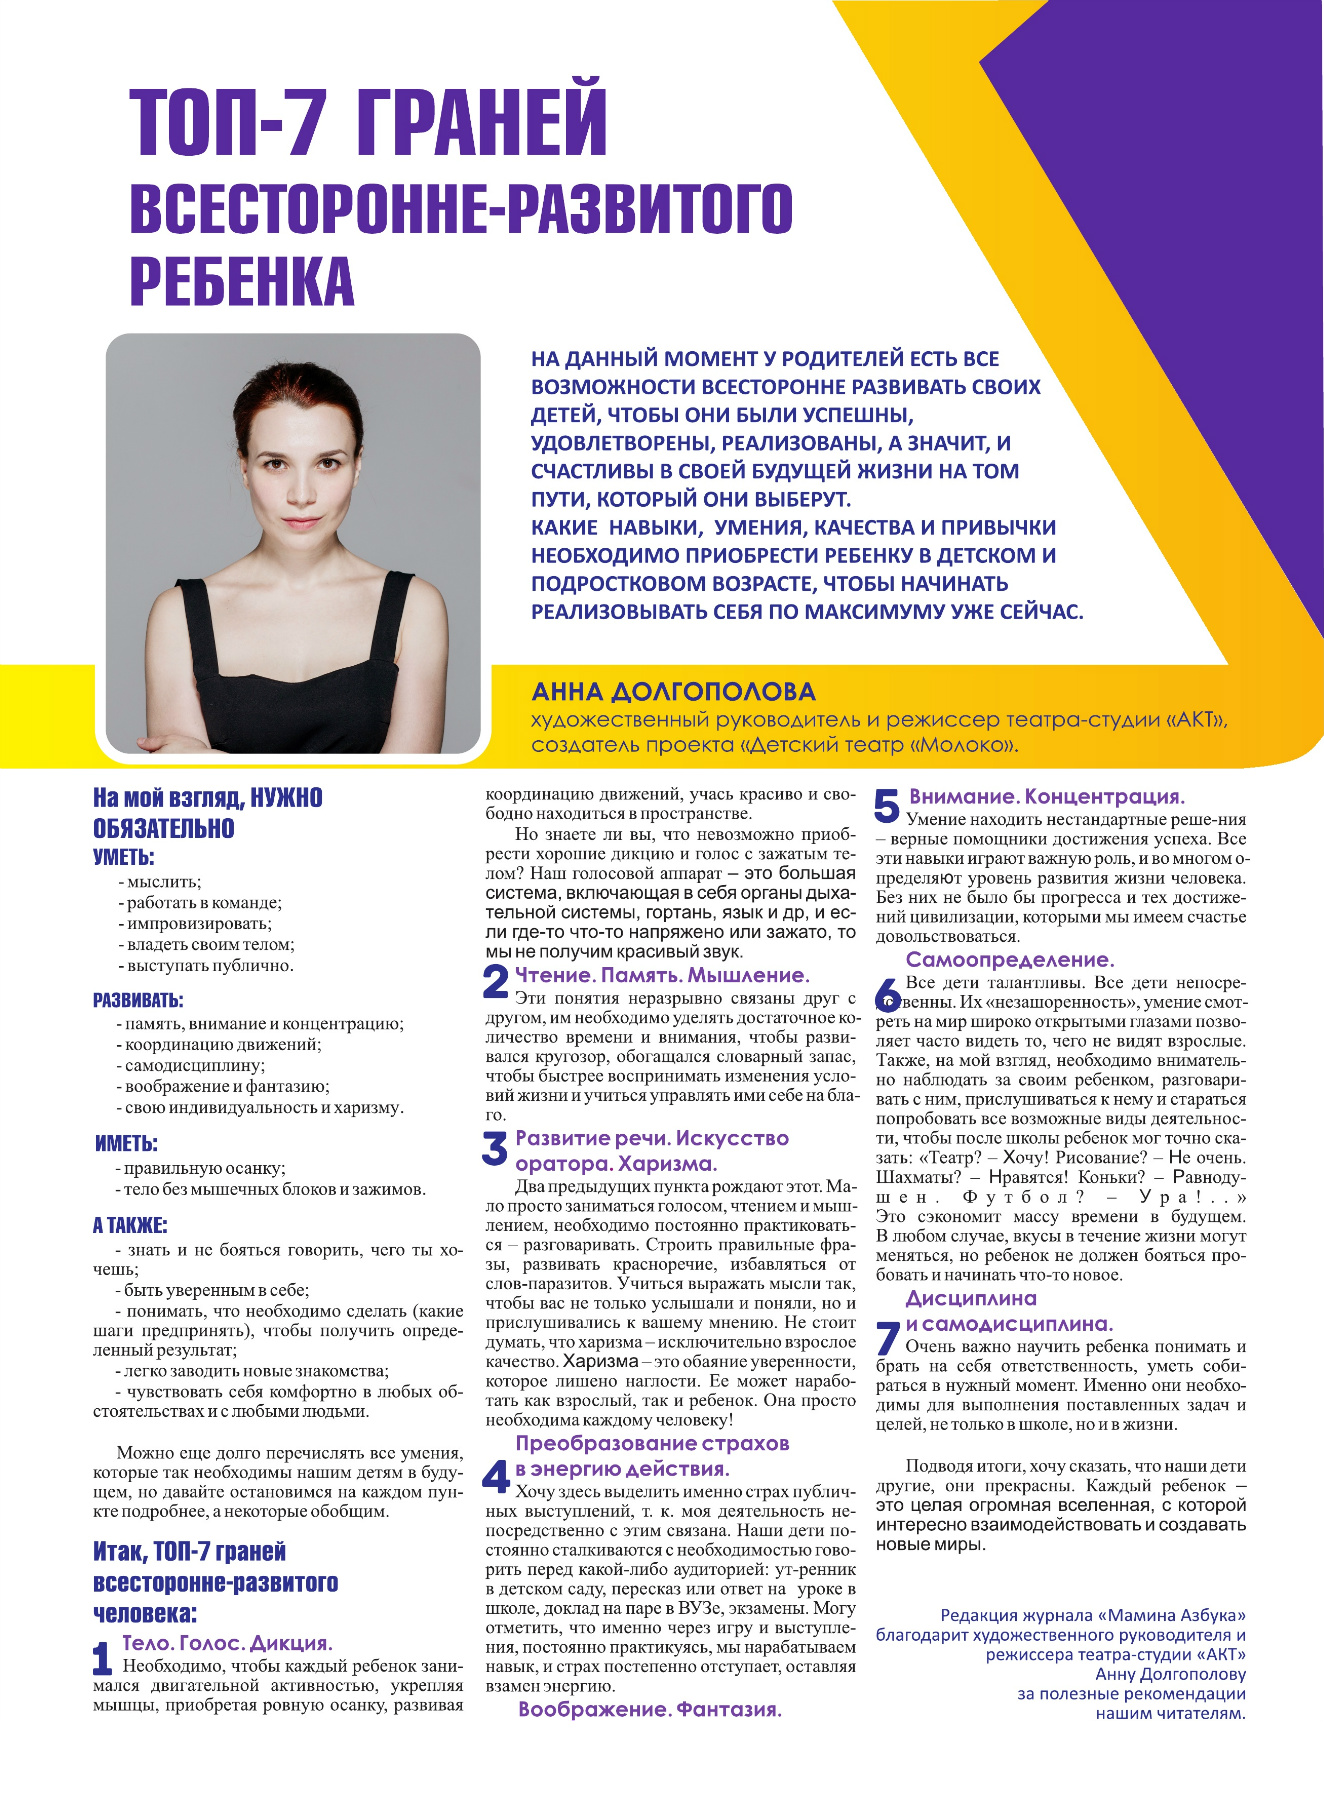 ТОП-7 ГРАНЕЙ
ВСЕСТОРОННЕ-РАЗВИТОГО
РЕБЕНКА
НА ДАННЫЙ МОМЕНТ У РОДИТЕЛЕЙ ЕСТЬ ВСЕ
ВОЗМОЖНОСТИ ВСЕСТОРОННЕ РАЗВИВАТЬ СВОИХ
ДЕТЕЙ, ЧТОБЫ ОНИ БЫЛИ УСПЕШНЫ,
УДОВЛЕТВОРЕНЫ, РЕАЛИЗОВАНЫ, А ЗНАЧИТ, И
СЧАСТЛИВЫ В СВОЕЙ БУДУЩЕЙ ЖИЗНИ НА ТОМ
ПУТИ, КОТОРЫЙ ОНИ ВЫБЕРУТ.
КАКИЕ НАВЫКИ, УМЕНИЯ, КАЧЕСТВА И ПРИВЫЧКИ
НЕОБХОДИМО ПРИОБРЕСТИ РЕБЕНКУ В ДЕТСКОМ И
ПОДРОСТКОВОМ ВОЗРАСТЕ, ЧТОБЫ НАЧИНАТЬ
РЕАЛИЗОВЫВАТЬ СЕБЯ ПО МАКСИМУМУ УЖЕ СЕЙЧАС.
АННА ДОЛГОПОЛОВА
художественный руководитель и режиссер театра-студии «АКТ»,
создатель проекта «Детский театр «Молоко».
На мой взгляд, НУЖНО
ОБЯЗАТЕЛЬНО
УМЕТЬ:
- мыслить;
- работать в команде;
- импровизировать;
- владеть своим телом;
- выступать публично.
РАЗВИВАТЬ:
- память, внимание и концентрацию;
- координацию движений;
- самодисциплину;
- воображение и фантазию;
- свою индивидуальность и харизму.
ИМЕТЬ:
- правильную осанку;
- тело без мышечных блоков и зажимов.
А ТАКЖЕ:
- знать и не бояться говорить, чего ты хо-
чешь;
- быть уверенным в себе;
- понимать, что необходимо сделать (какие
шаги предпринять), чтобы получить опреде-
ленный результат;
- легко заводить новые знакомства;
- чувствовать себя комфортно в любых об-
стоятельствах и с любыми людьми.
Можно еще долго перечислять все умения,
которые так необходимы нашим детям в буду-
щем, но давайте остановимся на каждом пун-
кте подробнее, а некоторые обобщим.
Итак, ТОП-7 граней
всесторонне-развитого
человека:
1 Тело. Голос. Дикция.
Необходимо, чтобы каждый ребенок зани-
мался двигательной активностью, укрепляя
мышцы, приобретая ровную осанку, развивая
координацию движений, учась красиво и сво-
бодно находиться в пространстве.
Но знаете ли вы, что невозможно приоб-
рести хорошие дикцию и голос с зажатым те-
лом? Наш голосовой аппарат – это большая
система, включающая в себя органы дыха-
тельной системы, гортань, язык и др, и ес-
ли где-то что-то напряжено или зажато, то
мы не получим красивый звук.
2 Чтение. Память. Мышление.
Эти понятия неразрывно связаны друг с
другом, им необходимо уделять достаточное ко-
личество времени и внимания, чтобы разви-
вался кругозор, обогащался словарный запас,
чтобы быстрее воспринимать изменения усло-
вий жизни и учиться управлять ими себе на бла-
го.
3 Развитие речи. Искусство
оратора. Харизма.
Два предыдущих пункта рождают этот. Ма-
ло просто заниматься голосом, чтением и мыш-
лением, необходимо постоянно практиковать-
ся – разговаривать. Строить правильные фра-
зы, развивать красноречие, избавляться от
слов-паразитов. Учиться выражать мысли так,
чтобы вас не только услышали и поняли, но и
прислушивались к вашему мнению. Не стоит
думать, что харизма – исключительно взрослое
качество. Харизма – это обаяние уверенности,
которое лишено наглости. Ее может нарабо-
тать как взрослый, так и ребенок. Она просто
необходима каждому человеку!
4 Преобразование страхов
в энергию действия.
Хочу здесь выделить именно страх публич-
ных выступлений, т. к. моя деятельность не-
посредственно с этим связана. Наши дети по-
стоянно сталкиваются с необходимостью гово-
рить перед какой-либо аудиторией: ут-ренник
в детском саду, пересказ или ответ на уроке в
школе, доклад на паре в ВУЗе, экзамены. Могу
отметить, что именно через игру и выступле-
ния, постоянно практикуясь, мы нарабатываем
навык, и страх постепенно отступает, оставляя
взамен энергию.
Воображение. Фантазия.
5 Внимание. Концентрация.
Умение находить нестандартные реше-ния
– верные помощники достижения успеха. Все
эти навыки играют важную роль, и во многом о-
пределяют уровень развития жизни человека.
Без них не было бы прогресса и тех достиже-
ний цивилизации, которыми мы имеем счастье
довольствоваться.
Самоопределение.
6 Все дети талантливы. Все дети непосре-
дственны. Их «незашоренность», умение смот-
реть на мир широко открытыми глазами позво-
ляет часто видеть то, чего не видят взрослые.
Также, на мой взгляд, необходимо вниматель-
но наблюдать за своим ребенком, разговари-
вать с ним, прислушиваться к нему и стараться
попробовать все возможные виды деятельнос-
ти, чтобы после школы ребенок мог точно ска-
зать: «Театр? – Хочу! Рисование? – Не очень.
Шахматы? – Нравятся! Коньки? – Равноду-
шен. Футбол? – Ура!..»
Это сэкономит массу времени в будущем.
В любом случае, вкусы в течение жизни могут
меняться, но ребенок не должен бояться про-
бовать и начинать что-то новое.
Дисциплина
7 и самодисциплина.
Очень важно научить ребенка понимать и
брать на себя ответственность, уметь соби-
раться в нужный момент. Именно они необхо-
димы для выполнения поставленных задач и
целей, не только в школе, но и в жизни.
Подводя итоги, хочу сказать, что наши дети
другие, они прекрасны. Каждый ребенок –
это целая огромная вселенная, с которой
интересно взаимодействовать и создавать
новые миры.
Редакция журнала «Мамина Азбука»
благодарит художественного руководителя и
режиссера театра-студии «АКТ»
Анну Долгополову
за полезные рекомендации
нашим читателям.